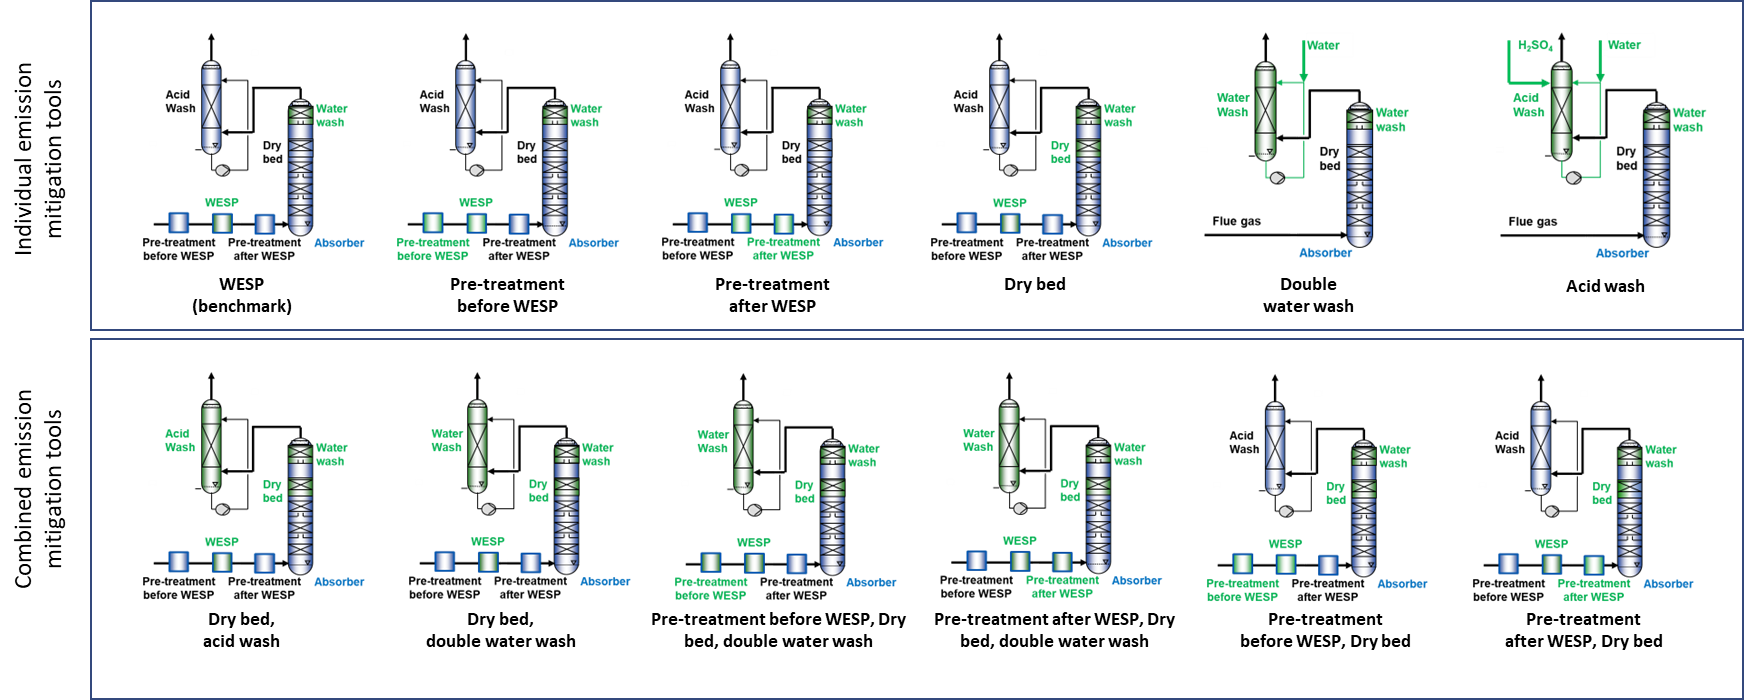 Individual emission
mitigation tools
Acid
Wash
Water
wash
Dry
bed
WESP
Pre-treatment
before WESP
Pre-treatment
after WESP
Absorber
WESP
(benchmark)
Acid
Wash
Water
wash
Dry
bed
WESP
Pre-treatment
before WESP
Pre-treatment
after WESP
Absorber
Pre-treatment
before WESP
Acid
Wash
Water
wash
Dry
bed
WESP
Pre-treatment
before WESP
Pre-treatment
after WESP
Absorber
Pre-treatment
after WESP
Acid
Wash
Water
wash
Dry
bed
WESP
Pre-treatment
before WESP
Pre-treatment
after WESP
Absorber
Dry bed
Water
Water
Wash
Water
wash
Dry
bed
Flue gas
Absorber
Double
water wash
H₂SO₄
Water
Acid
Wash
Water
wash
Dry
bed
Flue gas
Absorber
Acid wash
Combined emission
mitigation tools
Acid
Wash
Water
wash
Dry
bed
WESP
Pre-treatment
before WESP
Pre-treatment
after WESP
Absorber
Dry bed,
acid wash
Water
Wash
Water
wash
Dry
bed
WESP
Pre-treatment
before WESP
Pre-treatment
after WESP
Absorber
Dry bed,
double water wash
Water
Wash
Water
wash
Dry
bed
WESP
Pre-treatment
before WESP
Pre-treatment
after WESP
Absorber
Pre-treatment before WESP, Dry
bed, double water wash
Water
Wash
Water
wash
Dry
bed
WESP
Pre-treatment
before WESP
Pre-treatment
after WESP
Absorber
Pre-treatment after WESP, Dry
bed, double water wash
Acid
Wash
Water
wash
Dry
bed
WESP
Pre-treatment
before WESP
Pre-treatment
after WESP
Absorber
Pre-treatment
before WESP, Dry bed
Acid
Wash
Water
wash
Dry
bed
WESP
Pre-treatment
before WESP
Pre-treatment
after WESP
Absorber
Pre-treatment
after WESP, Dry bed